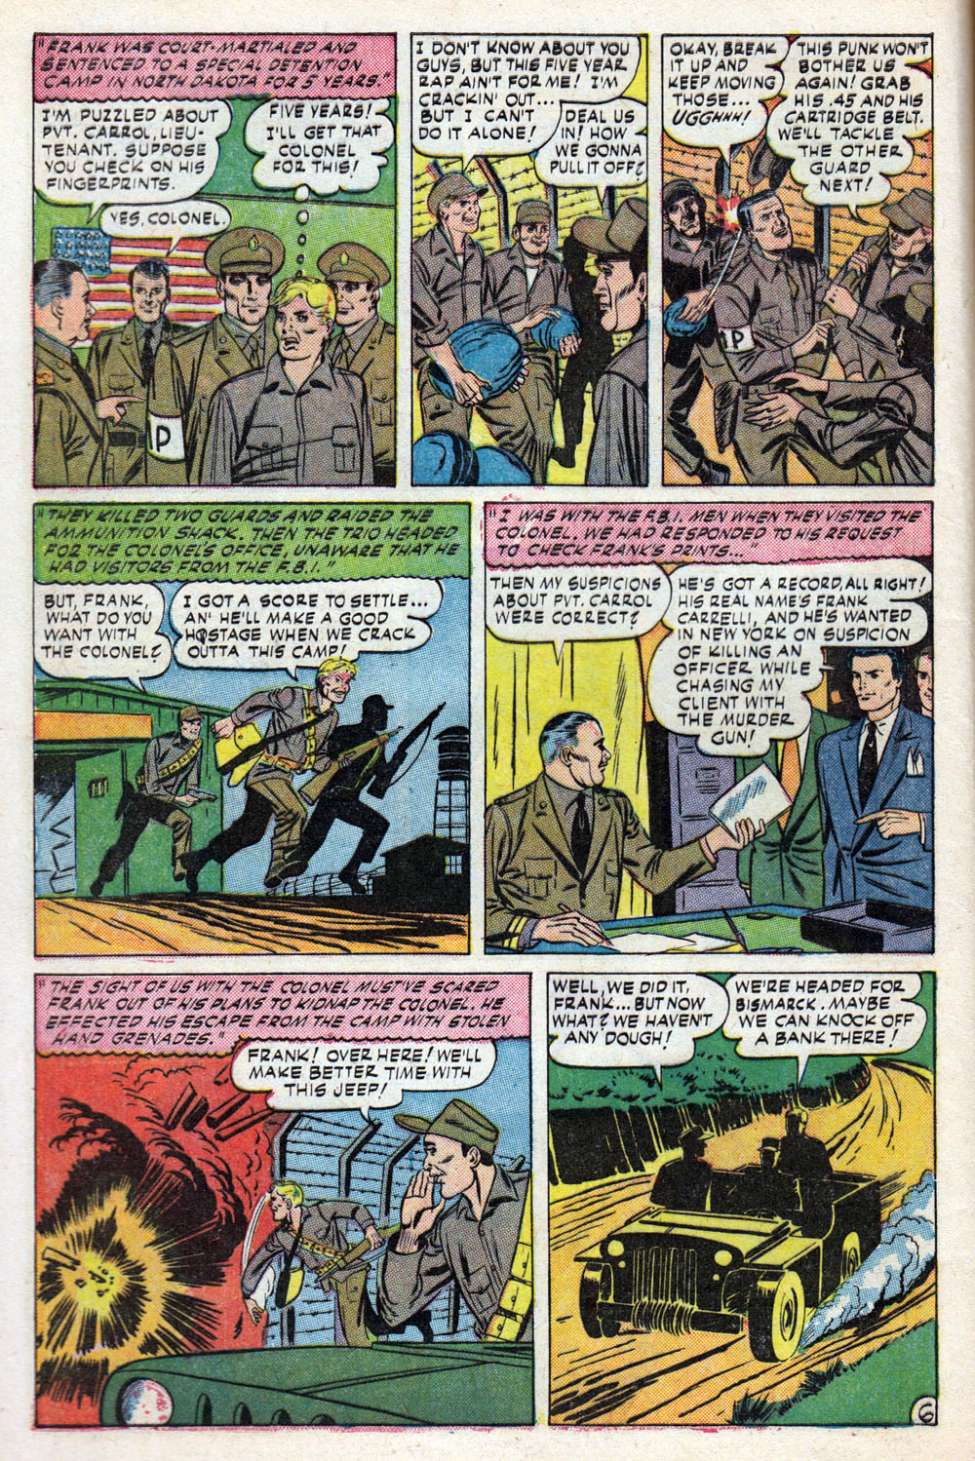 "FRANK WAS COURT-MARTIALED AND
SENTENCED TO A SPECIAL DETENTION
CAMP IN NORTH DAKOTA FOR 5 YEARS."
I'M PUZZLED ABOUT
PVT. CARROL, LIEU-
TENANT. SUPPOSE
YOU CHECK ON HIS
FINGERPRINTS.
YES, COLONEL.
FIVE YEARS!
I'LL GET THAT
COLONEL
FOR THIS!
P
I DON'T KNOW ABOUT YOU
GUYS, BUT THIS FIVE YEAR
RAP AIN'T FOR ME! I'M
CRACKIN' OUT...
BUT I CAN'T
DO IT ALONE!
DEAL US
IN! HOW
WE GONNA
PULL IT OFF?
OKAY, BREAK
IT UP AND
KEEP MOVING
THOSE...
UGGHHH!
THIS PUNK WON'T
BOTHER US
AGAIN! GRAB
HIS .45 AND HIS
CARTRIDGE BELT.
WE'LL TACKLE
THE OTHER
GUARD
NEXT!
P
"THEY KILLED TWO GUARDS AND RAIDED THE
AMMUNITION SHACK. THEN THE TRIO HEADED
FOR THE COLONEL'S OFFICE, UNAWARE THAT HE
HAD VISITORS FROM THE F.B.I."
BUT, FRANK,
WHAT DO YOU
WANT WITH
THE COLONEL?
I GOT A SCORE TO SETTLE...
AN' HE'LL MAKE A GOOD
HOSTAGE WHEN WE CRACK
OUTTA THIS CAMP!
"I WAS WITH THE F.B.I. MEN WHEN THEY VISITED THE
COLONEL. WE HAD RESPONDED TO HIS REQUEST
TO CHECK FRANK'S PRINTS..."
THEN MY SUSPICIONS
ABOUT PVT. CARROL
WERE CORRECT?
HE'S GOT A RECORD, ALL RIGHT!
HIS REAL NAME'S FRANK
CARRELLI, AND HE'S WANTED
IN NEW YORK ON SUSPICION
OF KILLING AN
OFFICER WHILE
CHASING MY
CLIENT WITH
THE MURDER
GUN!
"THE SIGHT OF US WITH THE COLONEL MUST'VE SCARED
FRANK OUT OF HIS PLANS TO KIDNAP THE COLONEL. HE
EFFECTED HIS ESCAPE FROM THE CAMP WITH STOLEN
HAND GRENADES."
FRANK! OVER HERE! WE'LL
MAKE BETTER TIME WITH
THIS JEEP!
WELL, WE DID IT,
FRANK... BUT NOW
WHAT? WE HAVEN'T
ANY DOUGH!
WE'RE HEADED FOR
BISMARCK. MAYBE
WE CAN KNOCK OFF
A BANK THERE!
6